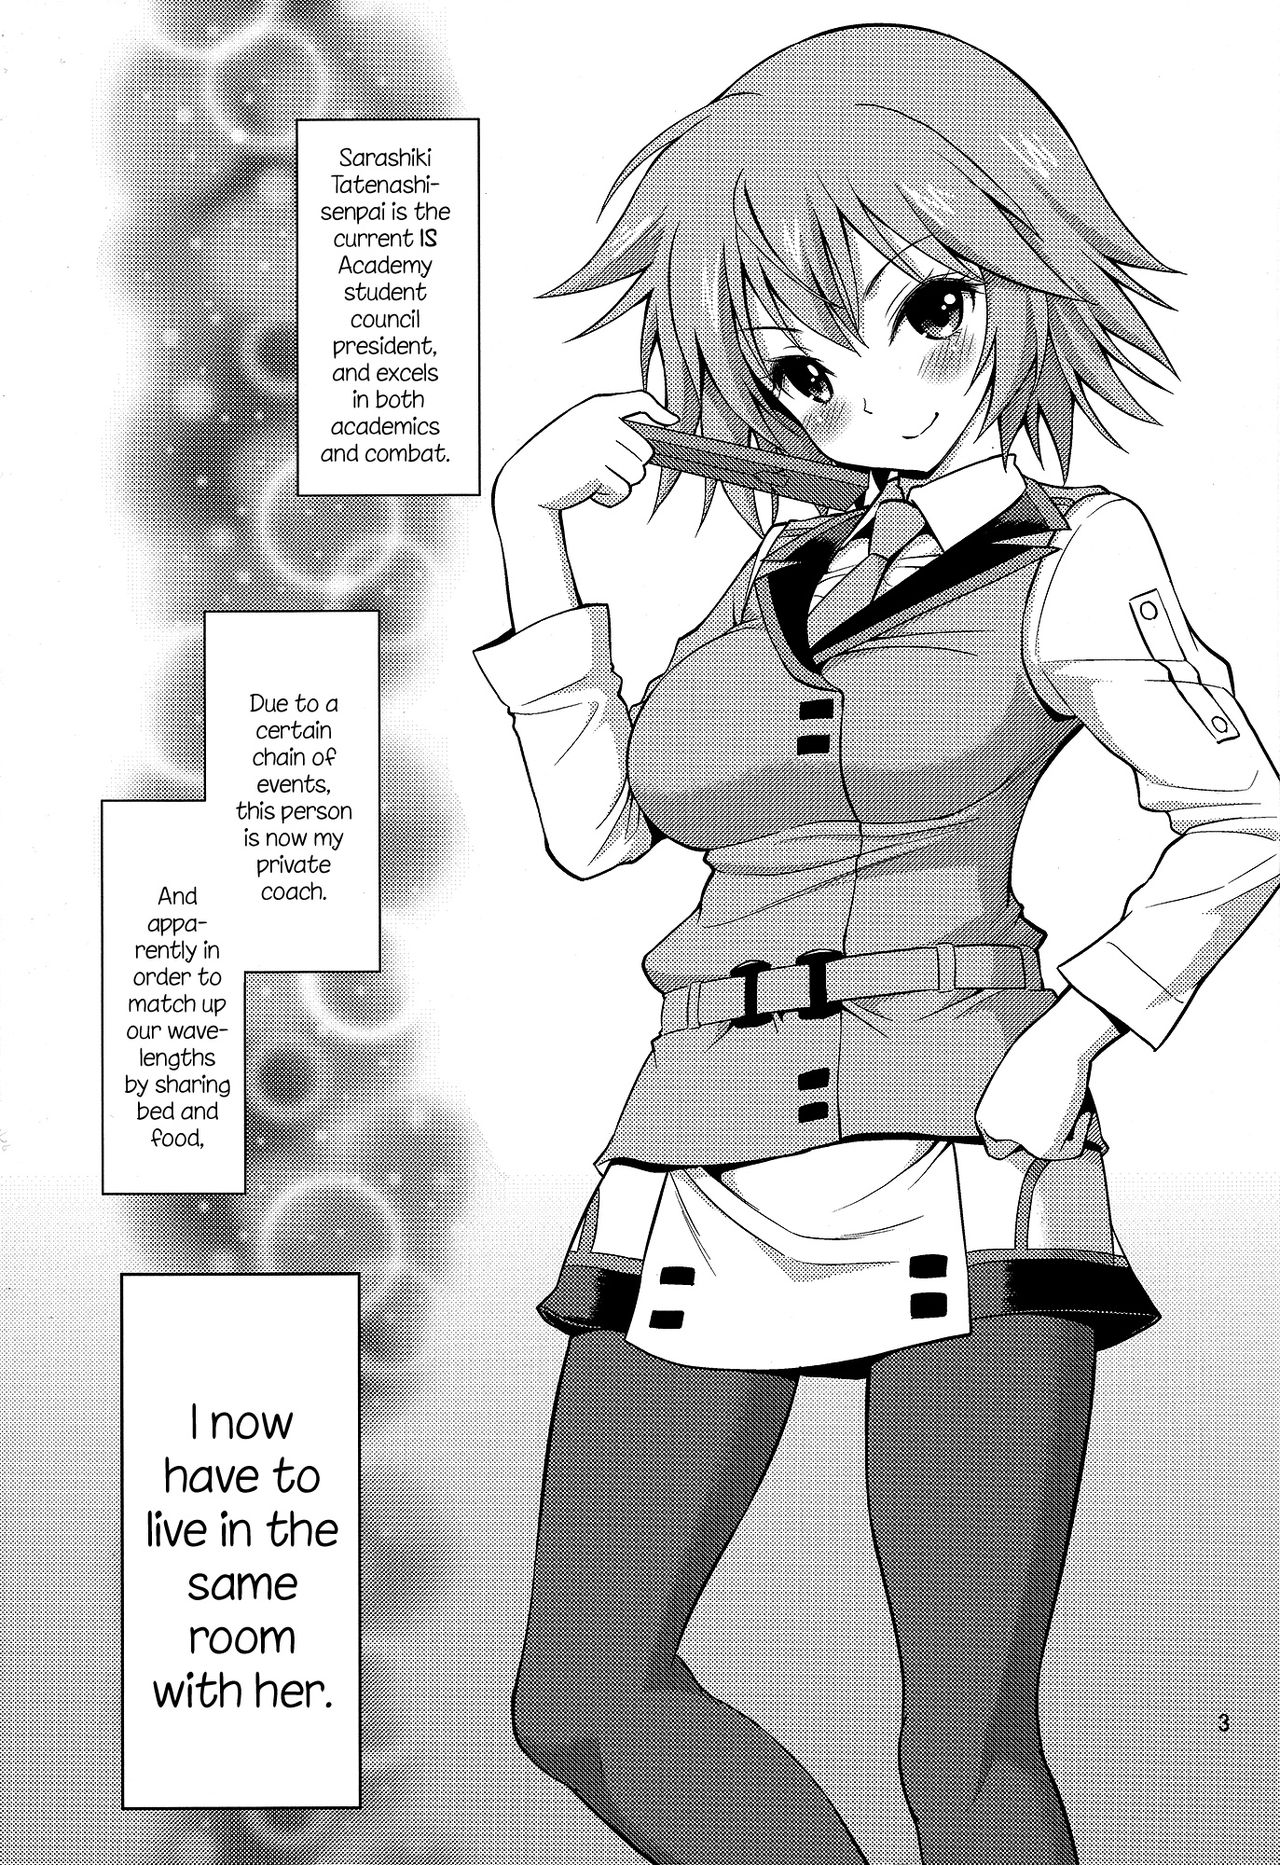 Sarashiki
Tatenashi-
senpai is the
current IS
Academy
student
council
president,
and excels
in both
academics
and combat.
Due to a
certain
chain of
events,
this person
is now my
private
coach.
And
appa-
rently in
order to
match up
our wave-
lengths
by sharing
bed and
food,
I now
have to
live in the
same
room
with her.
3